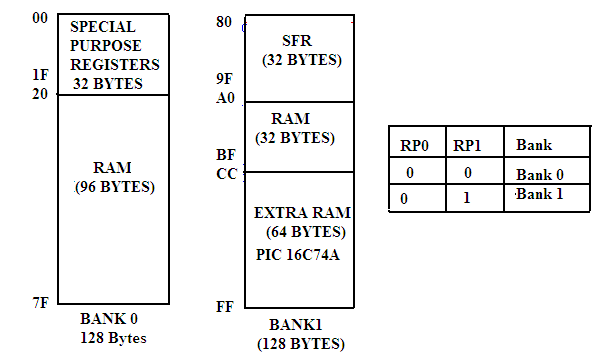 00
SPECIAL
PURPOSE
REGISTERS
32 BYTES
1F
20
RAM
(96 BYTES)
7F
BANK 0
128 Bytes
80
SFR
(32 BYTES)
9F
A0
RAM
(32 BYTES)
BF
CC
EXTRA RAM
(64 BYTES)
PIC 16C74A
FF
BANK1
(128 BYTES)
RP0 RP1 Bank
0 0 Bank 0
0 1 Bank 1